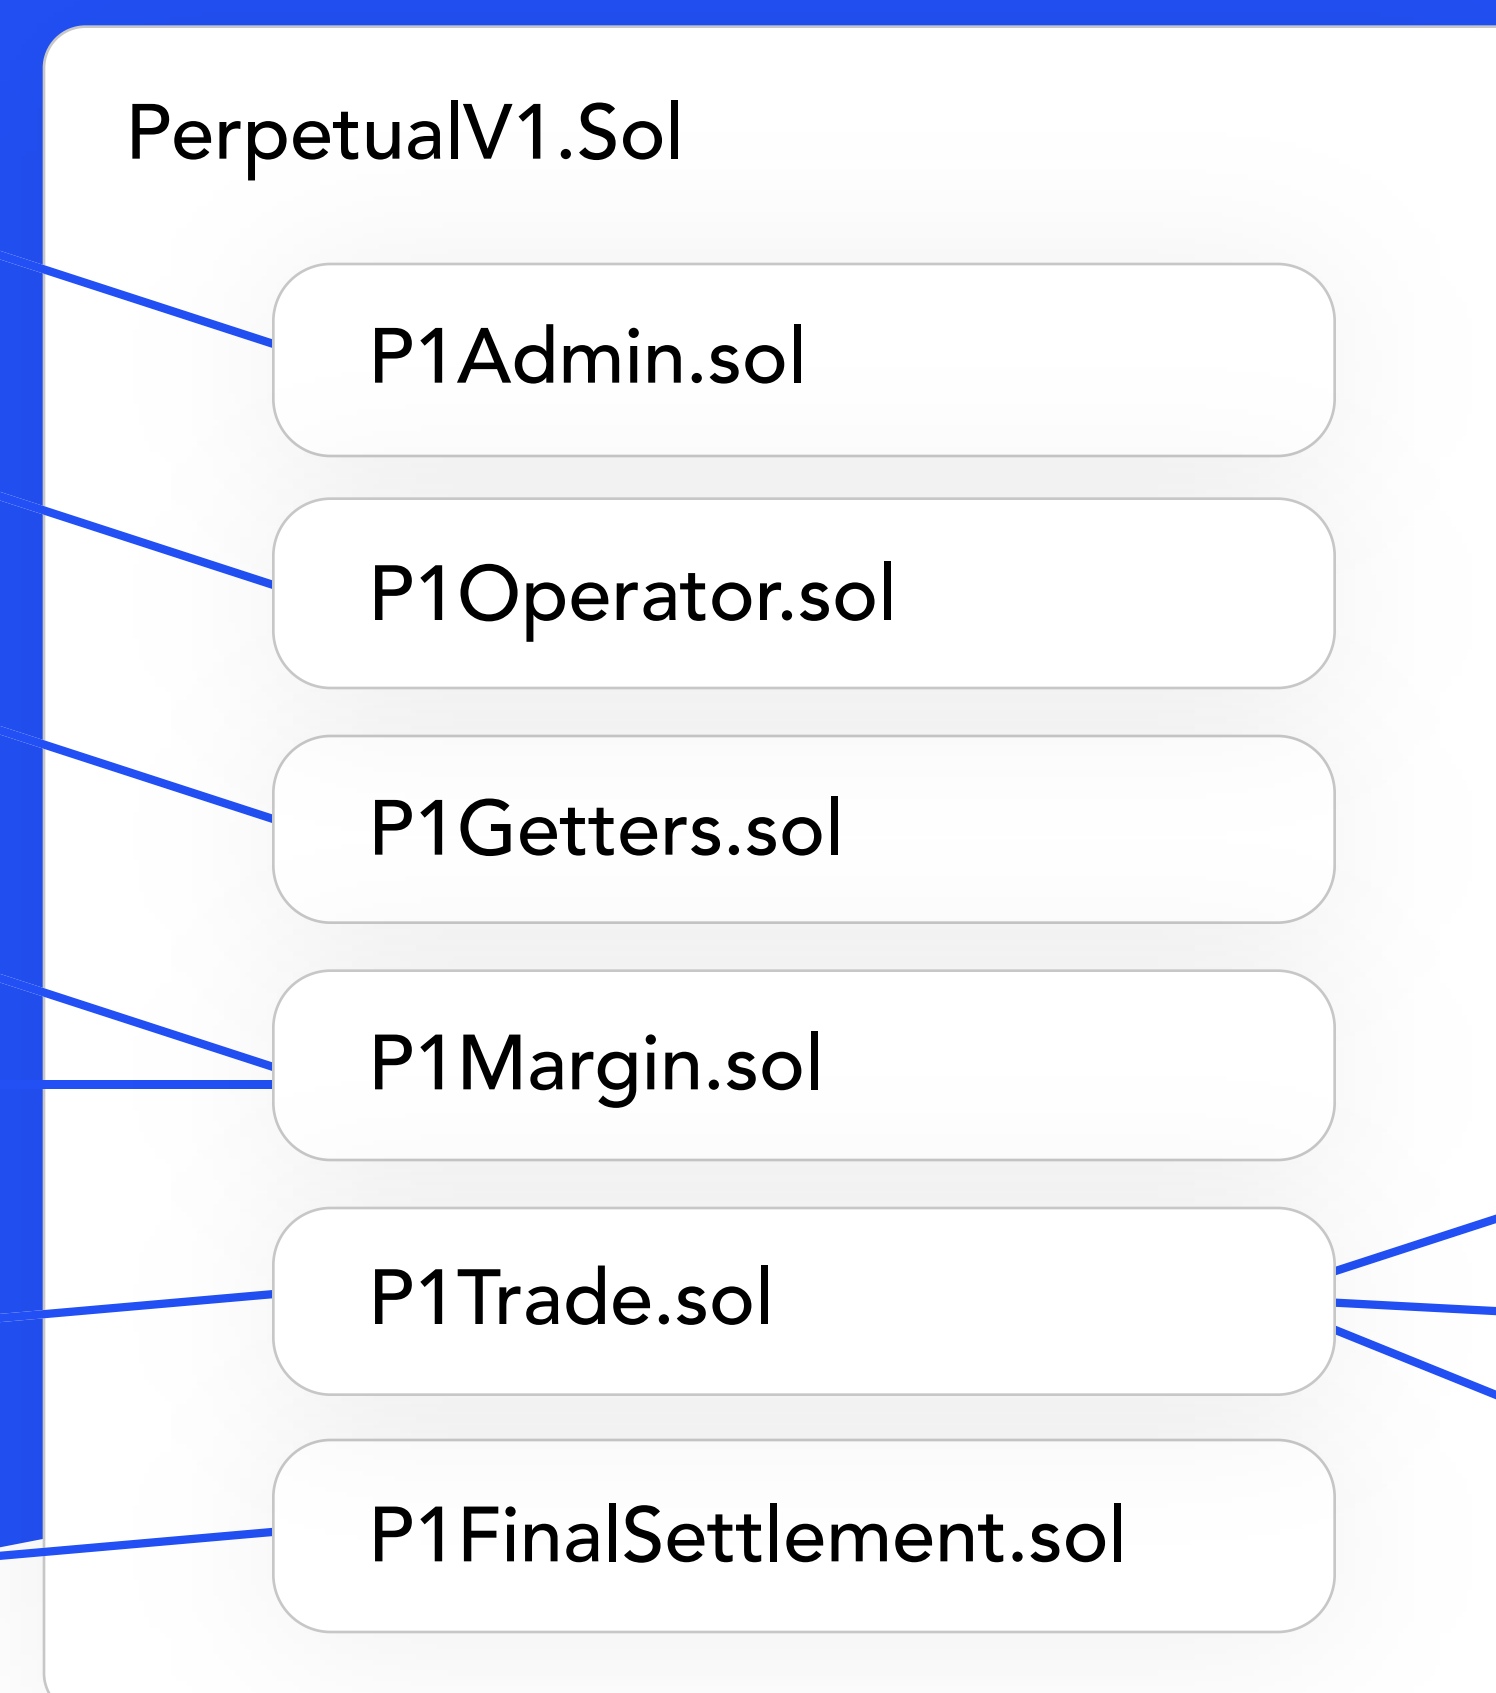 PerpetualV1.Sol
P1Admin.sol
P1Operator.sol
P1Getters.sol
P1Margin.sol
P1Trade.sol
P1FinalSettlement.sol